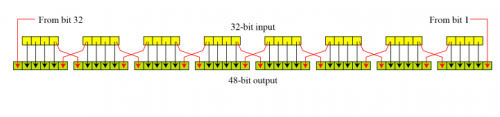 From bit 32
32-bit input
From bit 1
48-bit output